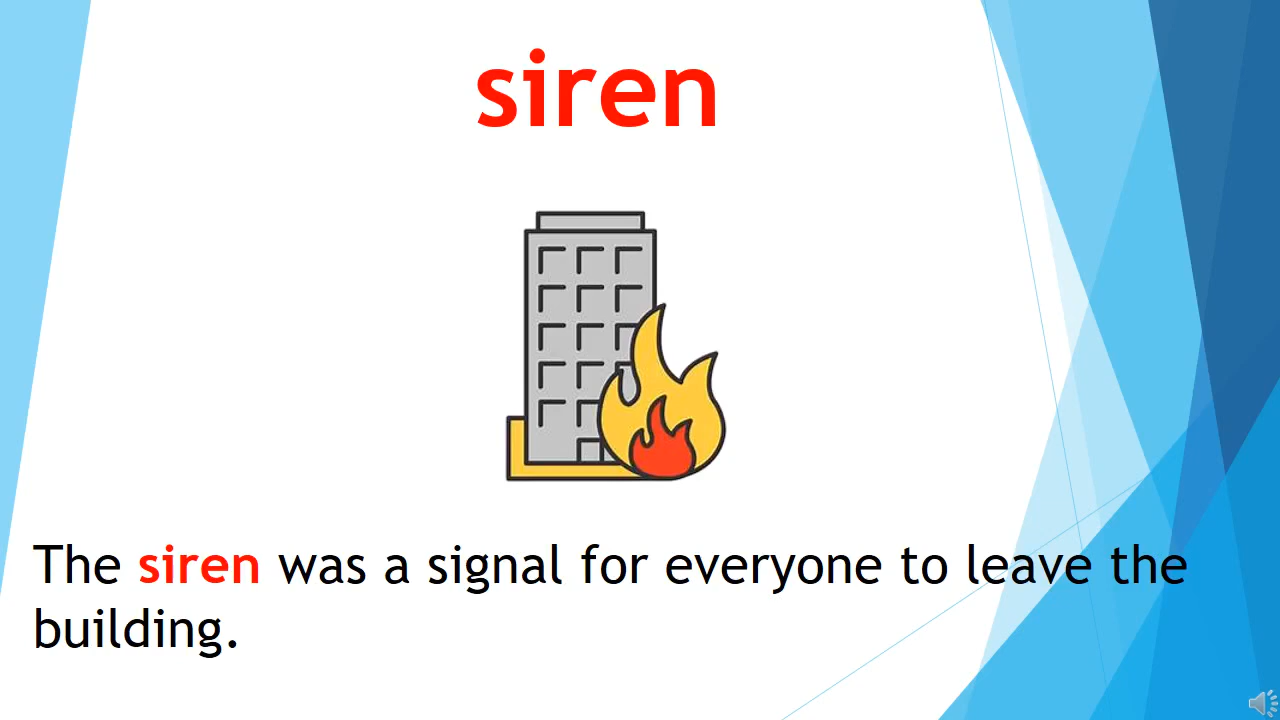 siren
The siren was a signal for everyone to leave the
building.